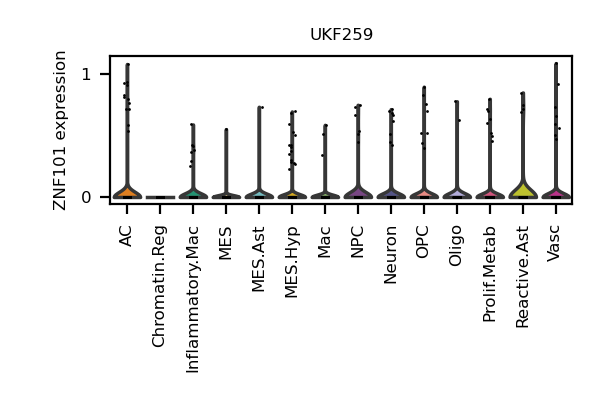 UKF259
ZNF101 expression
1
0
AC
Chromatin.Reg
Inflammatory.Mac
MES
MES.Ast
MES.Hyp
Mac
NPC
Neuron
OPC
Oligo
Prolif.Metab
Reactive.Ast
Vasc